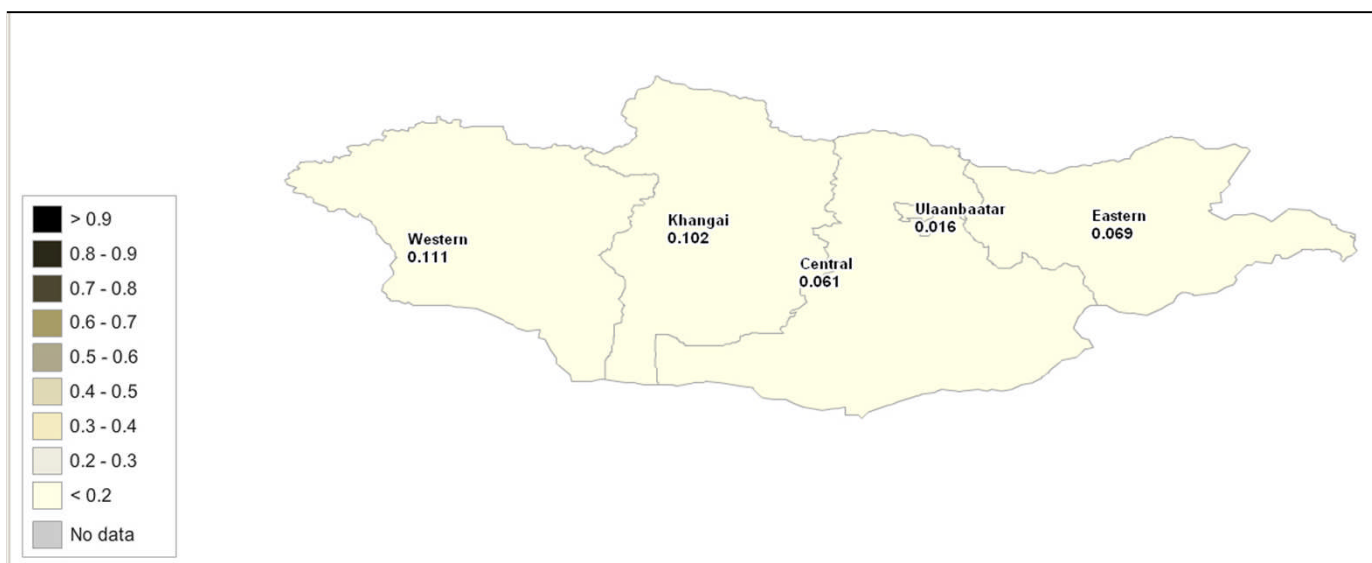 > 0.9
0.8 - 0.9
0.7 - 0.8
0.6 - 0.7
0.5 - 0.6
0.4 - 0.5
0.3 - 0.4
0.2 - 0.3
< 0.2
No data
Western
0.111
Khangai
0.102
Central
0.061
Ulaanbaatar
0.016
Eastern
0.069